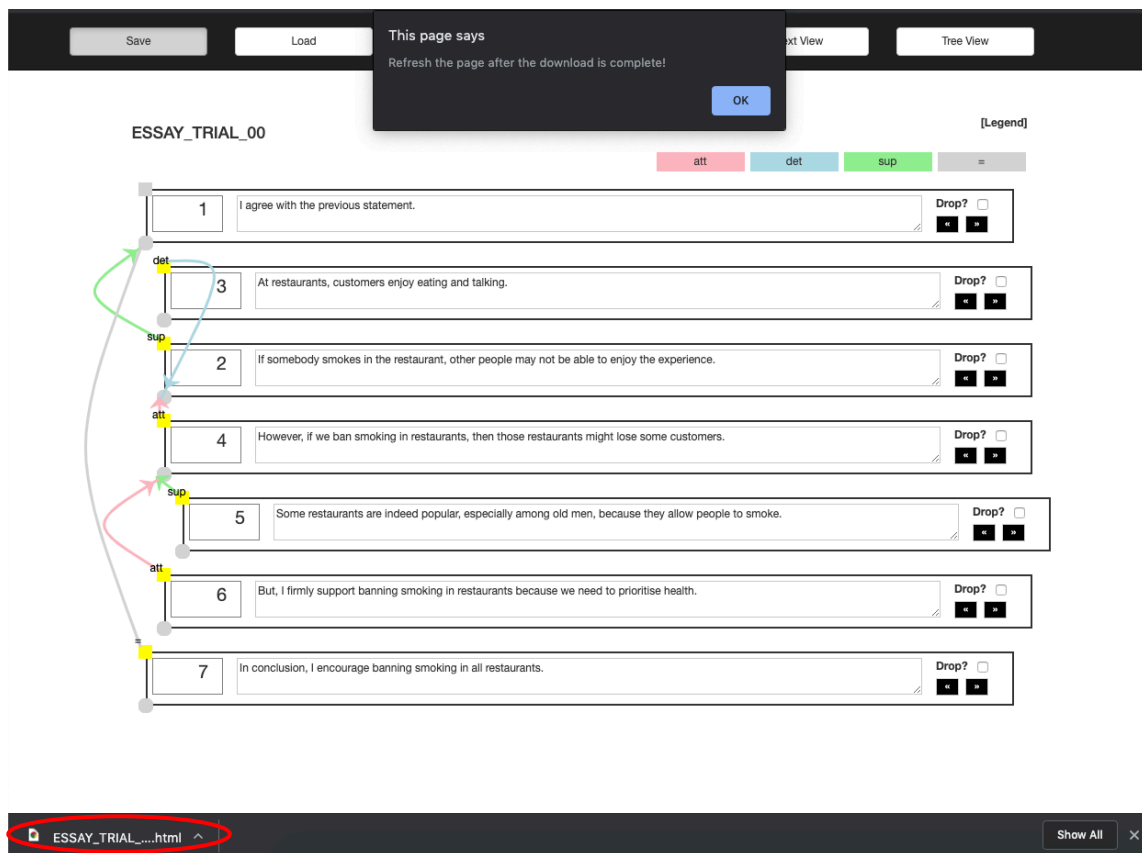 Save
Load
This page says
Refresh the page after the download is complete!
OK
ext View
Tree View
ESSAY_TRIAL_00
[Legend]
att
det
sup
=
1
I agree with the previous statement.
Drop?
« »
det
3
At restaurants, customers enjoy eating and talking.
Drop?
« »
sup
2
If somebody smokes in the restaurant, other people may not be able to enjoy the experience.
Drop?
« »
att
4
However, if we ban smoking in restaurants, then those restaurants might lose some customers.
Drop?
« »
sup
5
Some restaurants are indeed popular, especially among old men, because they allow people to smoke.
Drop?
« »
att
6
But, I firmly support banning smoking in restaurants because we need to prioritise health.
Drop?
« »
=
7
In conclusion, I encourage banning smoking in all restaurants.
Drop?
« »
ESSAY_TRIAL_....html
Show All